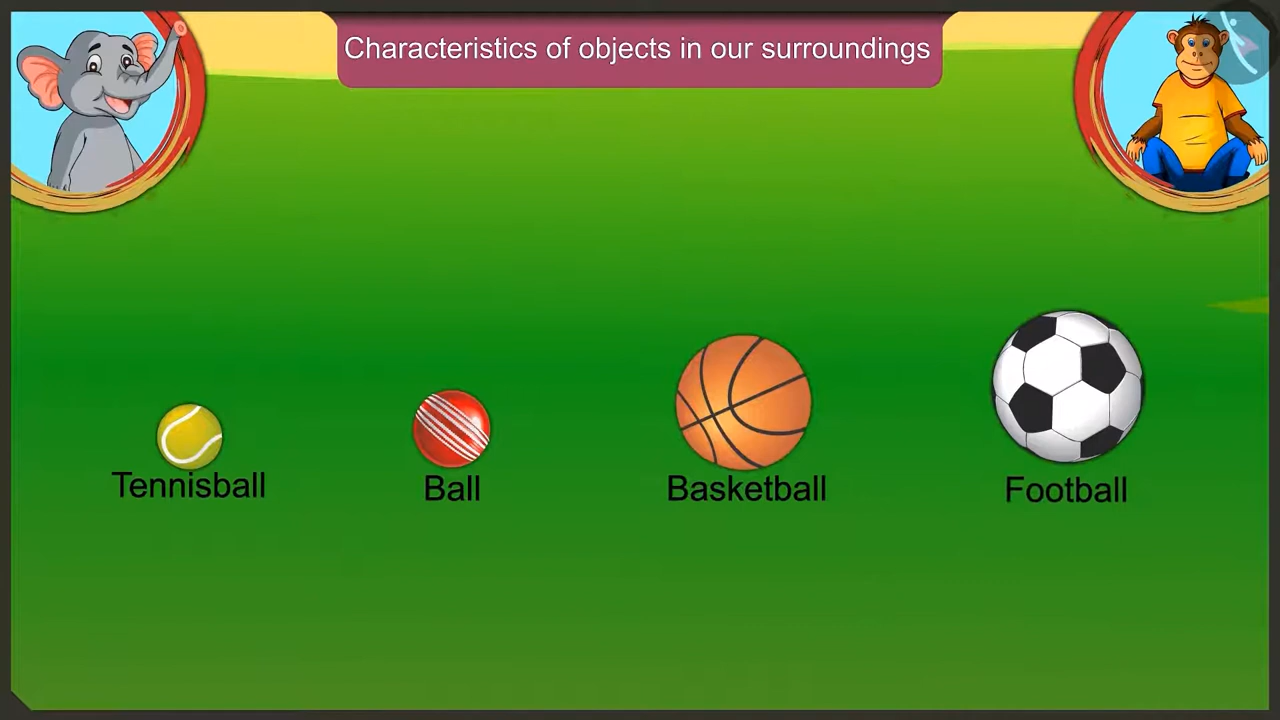 Characteristics of objects in our surroundings
Tennisball
Ball
Basketball
Football